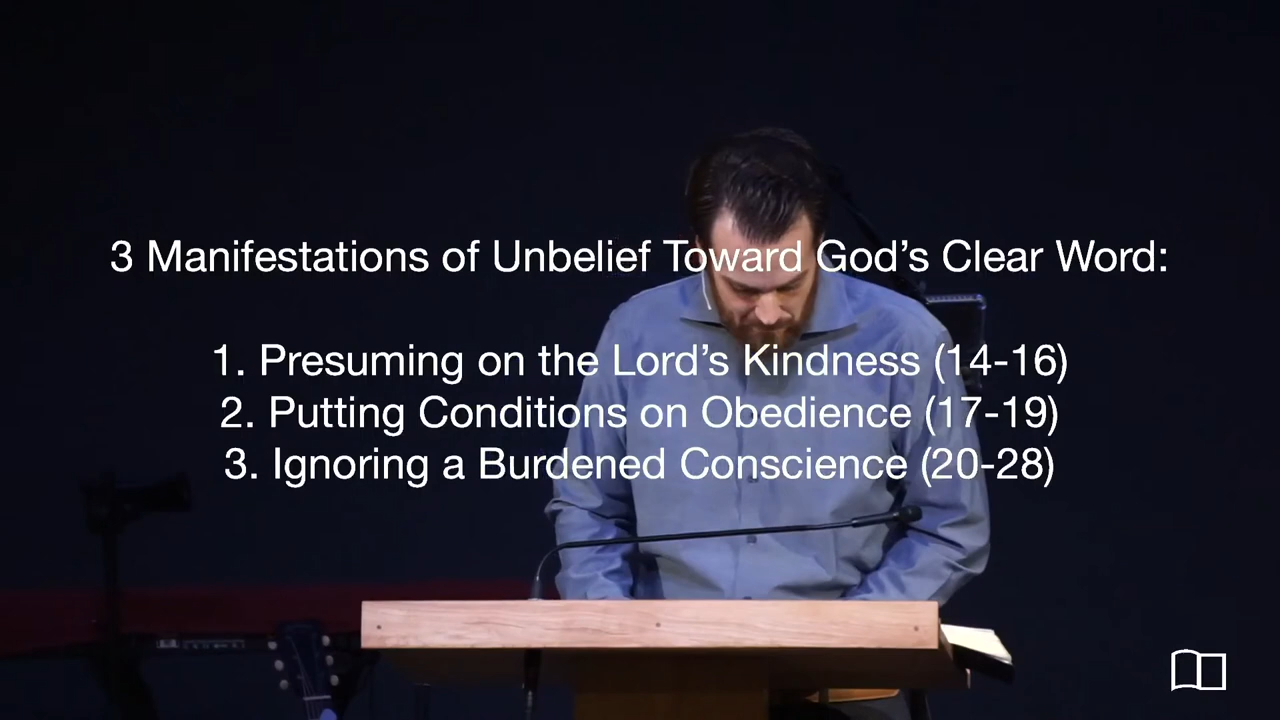 3 Manifestations of Unbelief Toward God’s Clear Word:
1. Presuming on the Lord’s Kindness (14-16)
2. Putting Conditions on Obedience (17-19)
3. Ignoring a Burdened Conscience (20-28)